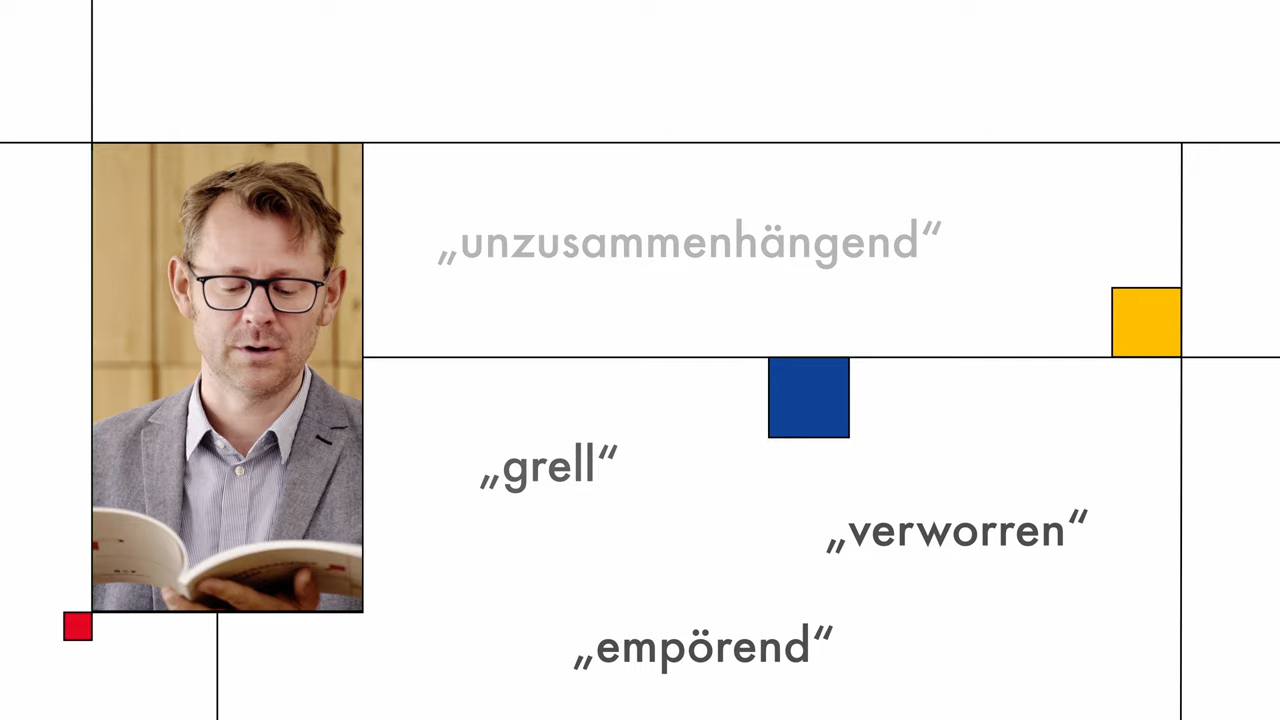 „unzusammenhängend“
„grell“
„verworren“
„empörend“